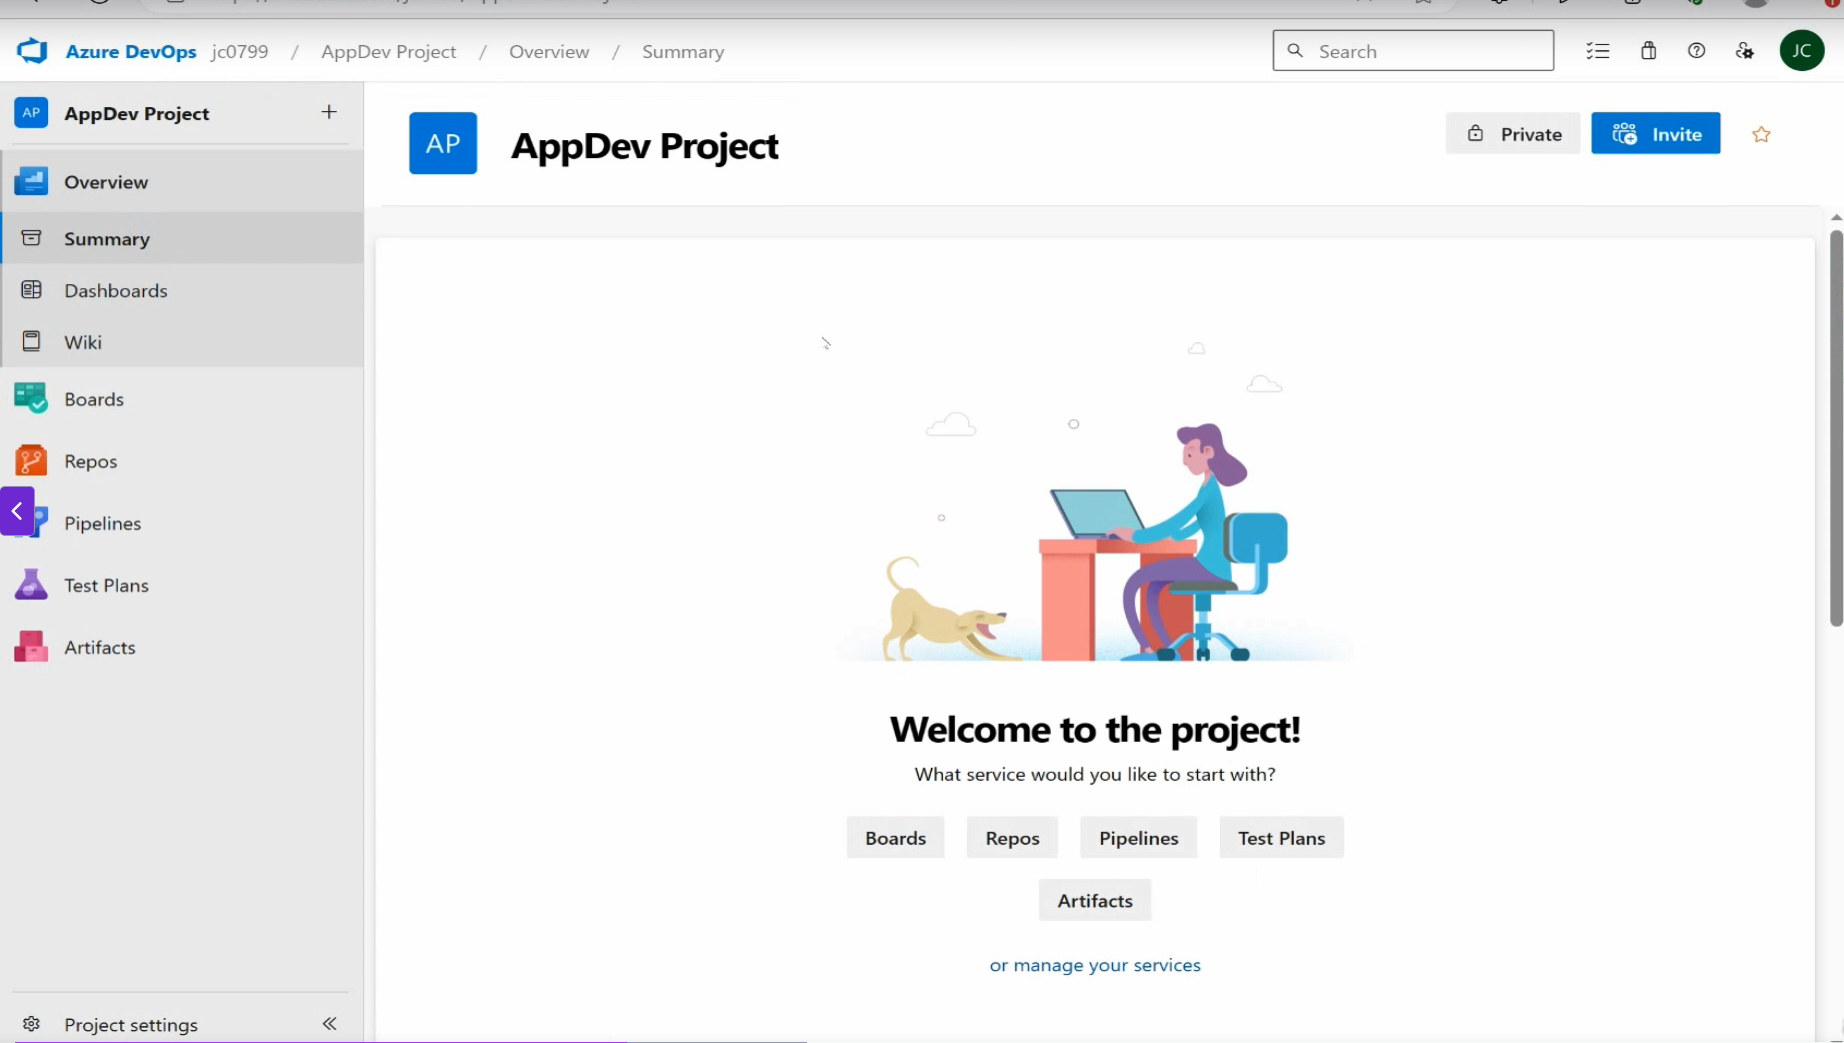 Azure DevOps jc0799 / AppDev Project / Overview / Summary
Search
JC
AP AppDev Project +
Overview
Summary
Dashboards
Wiki
Boards
Repos
Pipelines
Test Plans
Artifacts
Project settings
AP AppDev Project
Private
Invite
Welcome to the project!
What service would you like to start with?
Boards Repos Pipelines Test Plans
Artifacts
or manage your services